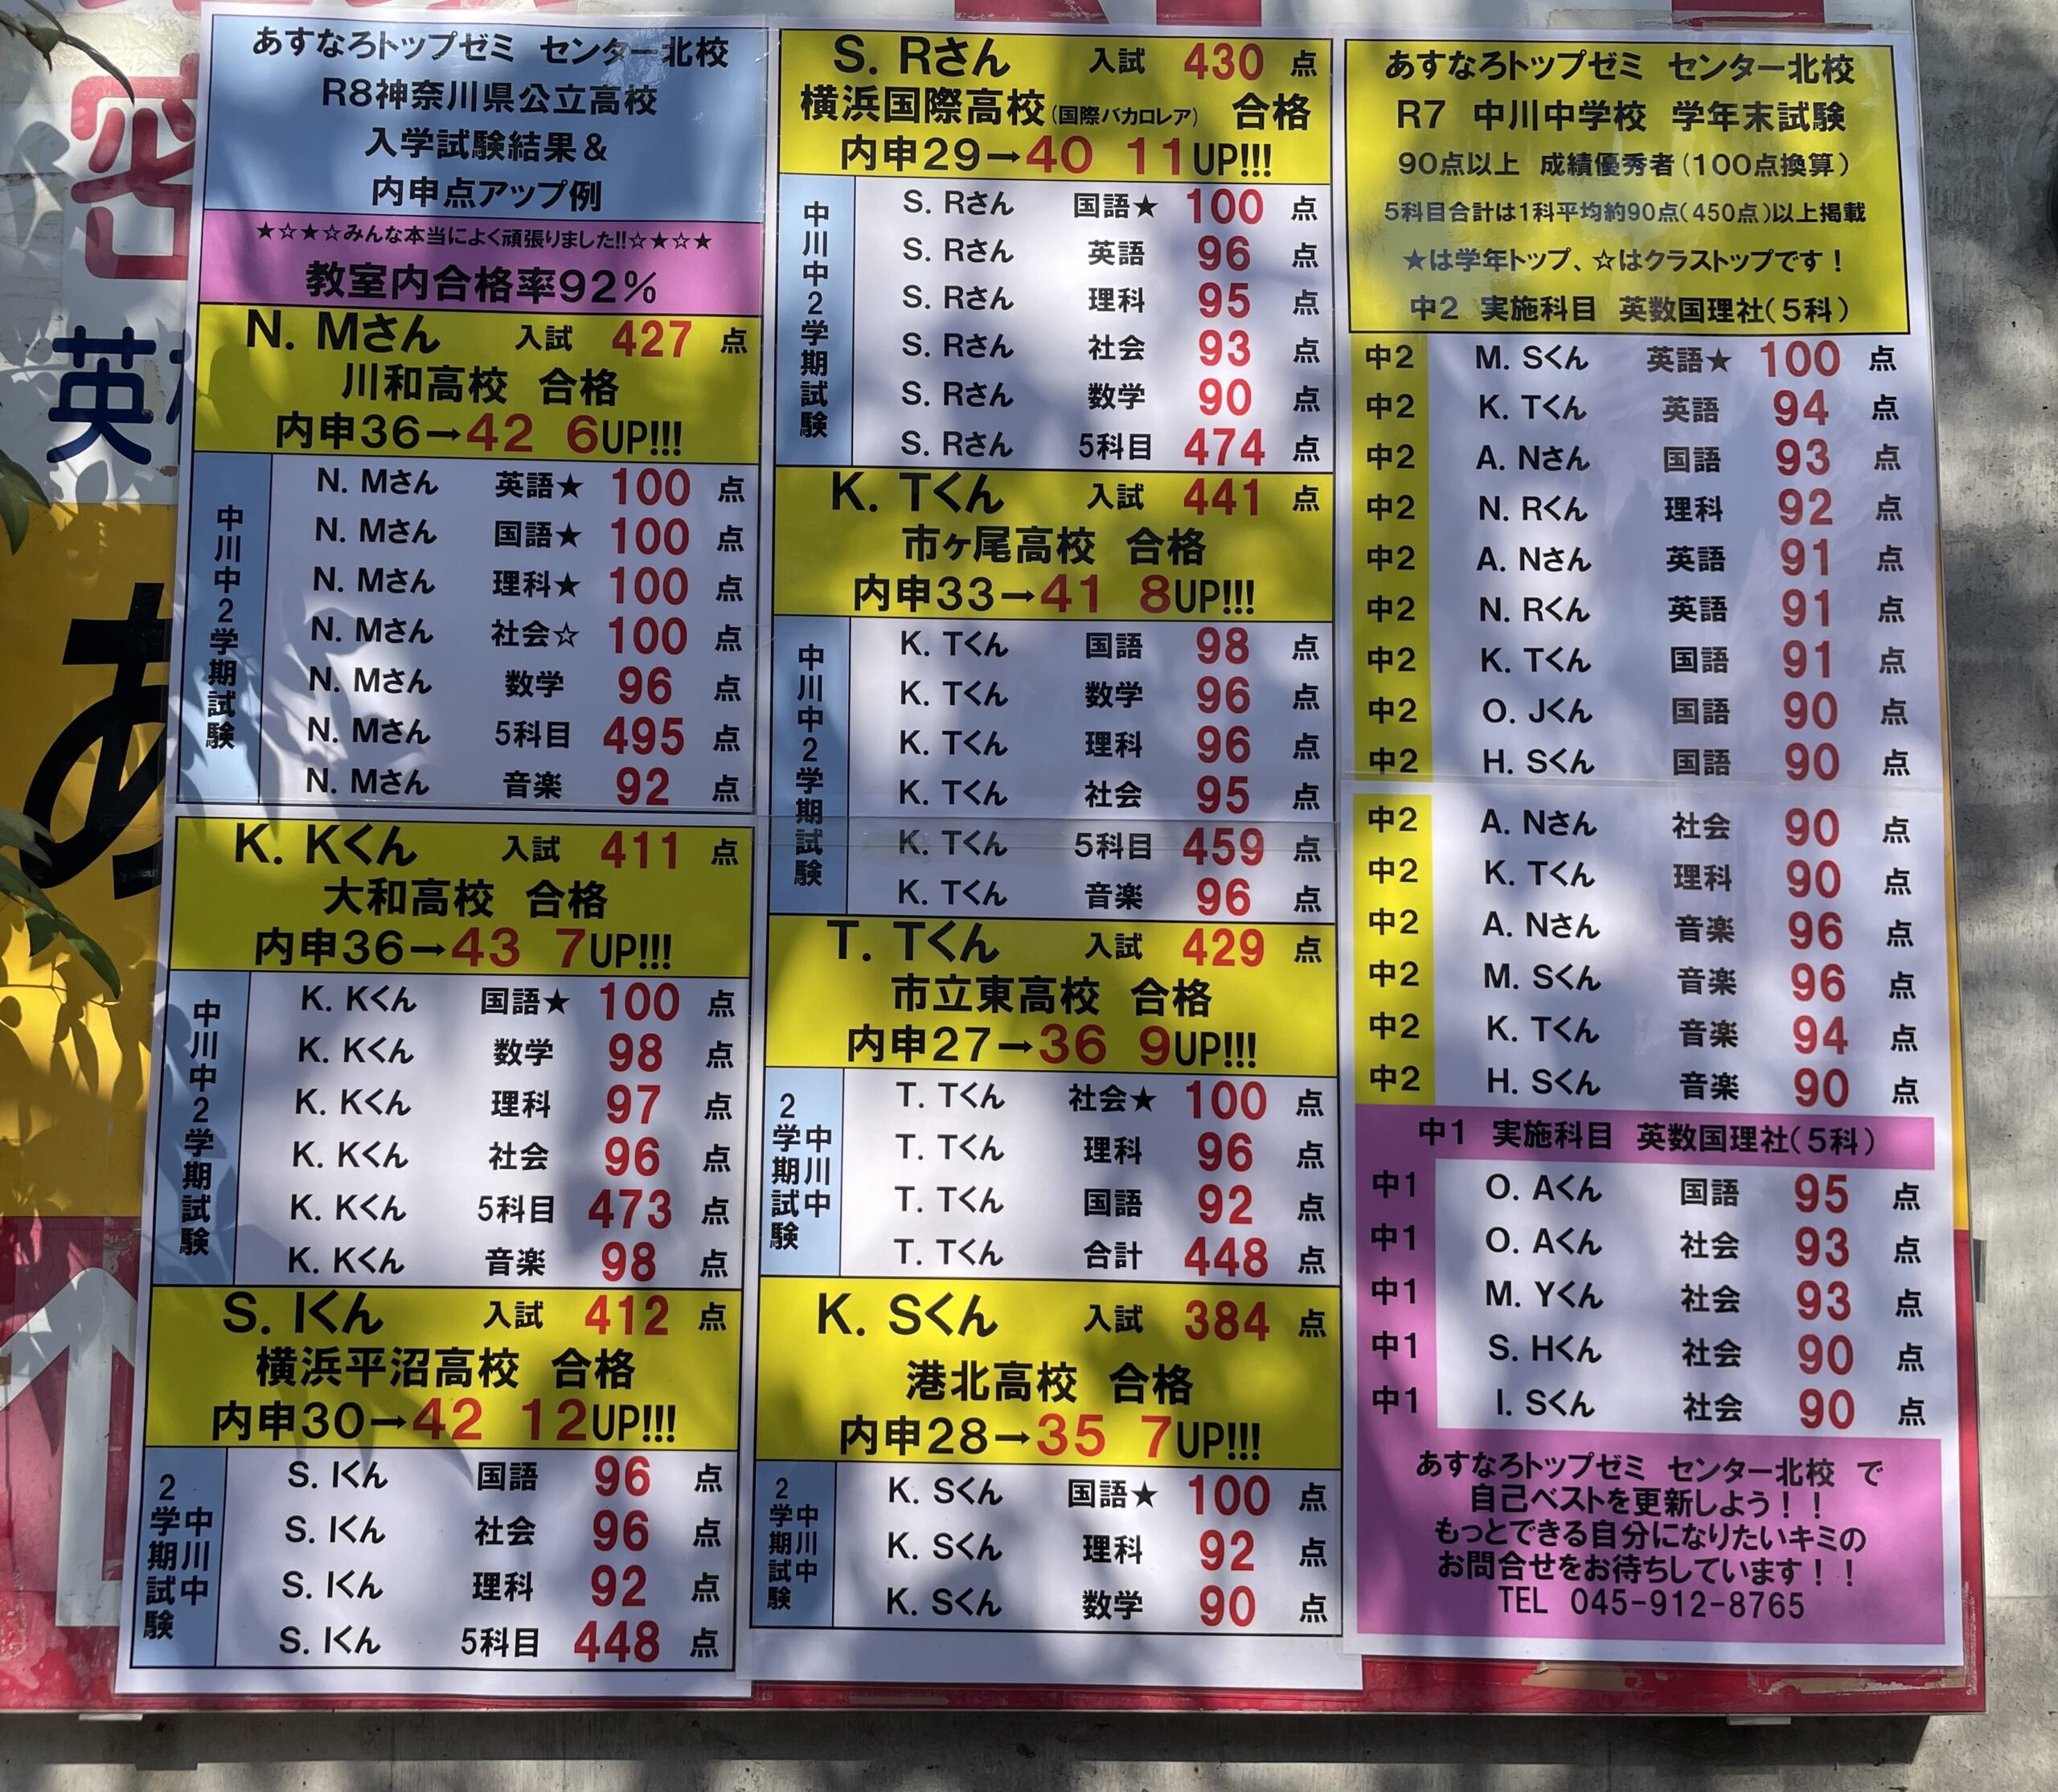 あすなろトップゼミ センター北校
R8神奈川県公立高校
入学試験結果&
内申点アップ例
★☆★☆みんな本当によく頑張りました!!☆★☆★
教室内合格率92%
N. Mさん 入試 427 点
川和高校 合格
内申36→42 6UP!!!
中川中2学期試験
N. Mさん 英語★ 100 点
N. Mさん 国語★ 100 点
N. Mさん 理科★ 100 点
N. Mさん 社会☆ 100 点
N. Mさん 数学 96 点
N. Mさん 5科目 495 点
N. Mさん 音楽 92 点
K. Kくん 入試 411 点
大和高校 合格
内申36→43 7UP!!!
中川中2学期試験
K. Kくん 国語★ 100 点
K. Kくん 数学 98 点
K. Kくん 理科 97 点
K. Kくん 社会 96 点
K. Kくん 5科目 473 点
K. Kくん 音楽 98 点
S. Iくん 入試 412 点
横浜平沼高校 合格
内申30→42 12UP!!!
中川中
2学期試験
S. Iくん 国語 96 点
S. Iくん 社会 96 点
S. Iくん 理科 92 点
S. Iくん 5科目 448 点
S. Rさん 入試 430 点
横浜国際高校(国際バカロレア) 合格
内申29→40 11UP!!!
中川中2学期試験
S. Rさん 国語★ 100 点
S. Rさん 英語 96 点
S. Rさん 理科 95 点
S. Rさん 社会 93 点
S. Rさん 数学 90 点
S. Rさん 5科目 474 点
K. Tくん 入試 441 点
市ヶ尾高校 合格
内申33→41 8UP!!!
中川中2学期試験
K. Tくん 国語 98 点
K. Tくん 数学 96 点
K. Tくん 理科 96 点
K. Tくん 社会 95 点
K. Tくん 5科目 459 点
K. Tくん 音楽 96 点
T. Tくん 入試 429 点
市立東高校 合格
内申27→36 9UP!!!
中川中
2学期試験
T. Tくん 社会★ 100 点
T. Tくん 理科 96 点
T. Tくん 国語 92 点
T. Tくん 合計 448 点
K. Sくん 入試 384 点
港北高校 合格
内申28→35 7UP!!!
中川中
2学期試験
K. Sくん 国語★ 100 点
K. Sくん 理科 92 点
K. Sくん 数学 90 点
あすなろトップゼミ センター北校
R7 中川中学校 学年末試験
90点以上 成績優秀者(100点換算)
5科目合計は1科平均約90点(450点)以上掲載
★は学年トップ、☆はクラストップです!
中2 実施科目 英数国理社(5科)
中2 M. Sくん 英語★ 100 点
中2 K. Tくん 英語 94 点
中2 A. Nさん 国語 93 点
中2 N. Rくん 理科 92 点
中2 A. Nさん 英語 91 点
中2 N. Rくん 英語 91 点
中2 K. Tくん 国語 91 点
中2 O. Jくん 国語 90 点
中2 H. Sくん 国語 90 点
中2 A. Nさん 社会 90 点
中2 K. Tくん 理科 90 点
中2 A. Nさん 音楽 96 点
中2 M. Sくん 音楽 96 点
中2 K. Tくん 音楽 94 点
中2 H. Sくん 音楽 90 点
中1 実施科目 英数国理社(5科)
中1 O. Aくん 国語 95 点
中1 O. Aくん 社会 93 点
中1 M. Yくん 社会 93 点
中1 S. Hくん 社会 90 点
中1 I. Sくん 社会 90 点
あすなろトップゼミ センター北校 で
自己ベストを更新しよう!!
もっとできる自分になりたいキミの
お問合せをお待ちしています!!
TEL 045-912-8765
英
あ